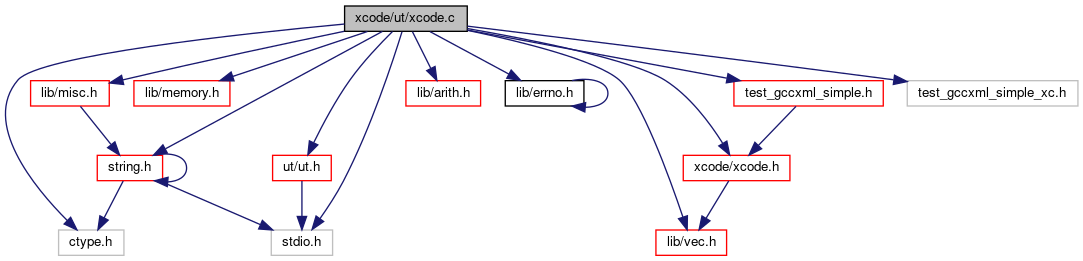 xcode/ut/xcode.c
lib/misc.h
lib/memory.h
lib/arith.h
lib/errno.h
test_gccxml_simple.h
test_gccxml_simple_xc.h
string.h
ut/ut.h
xcode/xcode.h
ctype.h
stdio.h
lib/vec.h